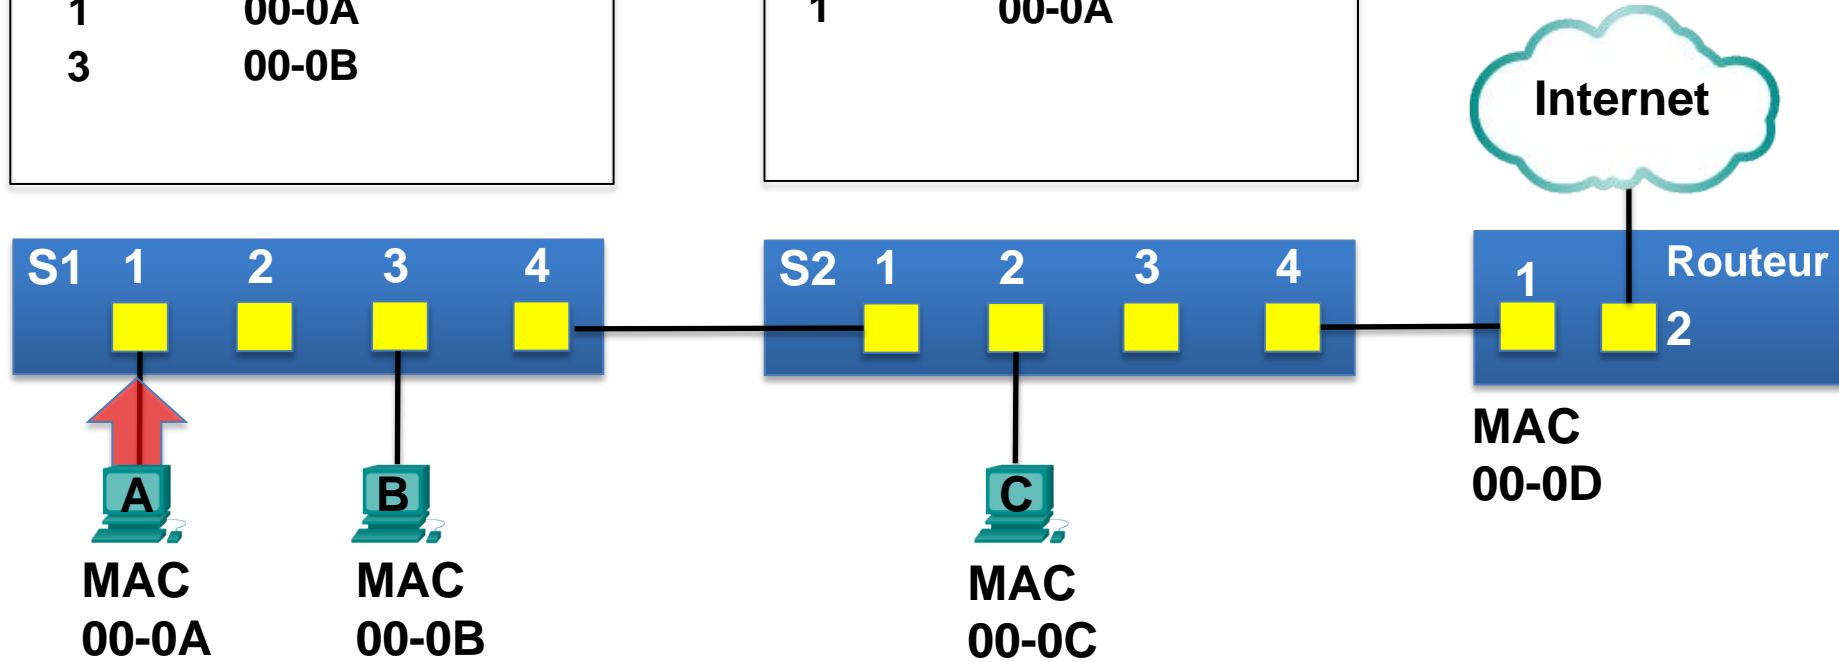 1 00-0A
3 00-0B
1 00-0A
Internet
S1 1 2 3 4
S2 1 2 3 4
1 Routeur
2
A
B
C
MAC
00-0A
MAC
00-0B
MAC
00-0C
MAC
00-0D